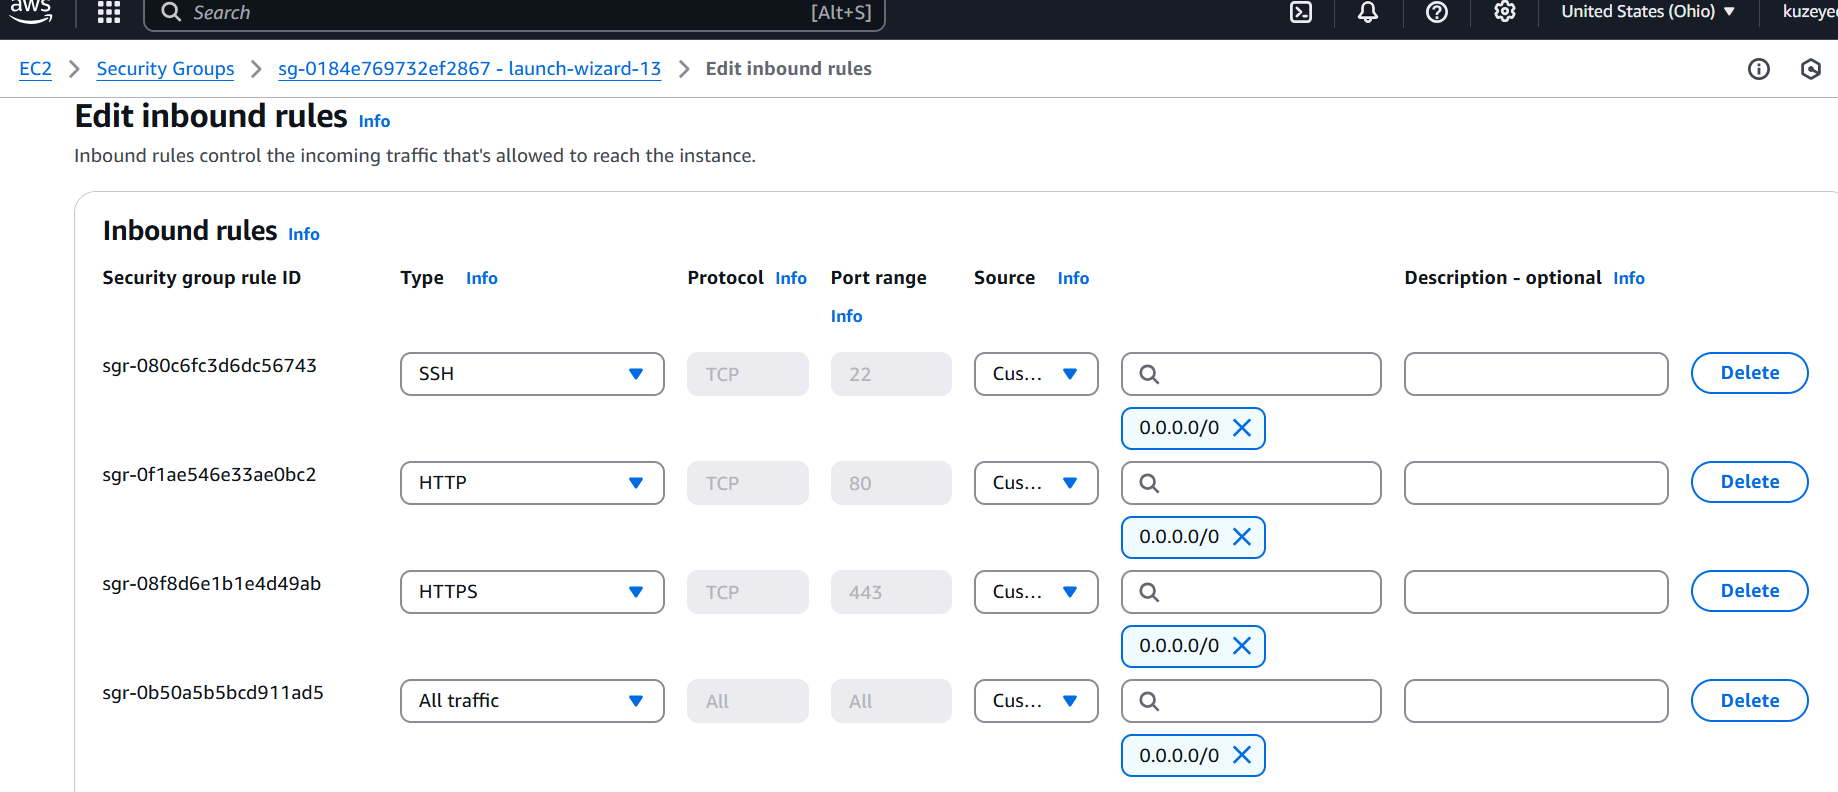 aws Search [Alt+S] United States (Ohio)
EC2 Security Groups sg-0184e769732ef2867 - launch-wizard-13 Edit inbound rules
Edit inbound rules Info
Inbound rules control the incoming traffic that's allowed to reach the instance.
Inbound rules Info
Security group rule ID Type Info Protocol Info Port range Source Info Description - optional Info
Info
sgr-080c6fc3d6dc56743 SSH TCP 22 Cus... Delete
0.0.0.0/0
sgr-0f1ae546e33ae0bc2 HTTP TCP 80 Cus... Delete
0.0.0.0/0
sgr-08f8d6e1b1e4d49ab HTTPS TCP 443 Cus... Delete
0.0.0.0/0
sgr-0b50a5b5bcd911ad5 All traffic All All Cus... Delete
0.0.0.0/0